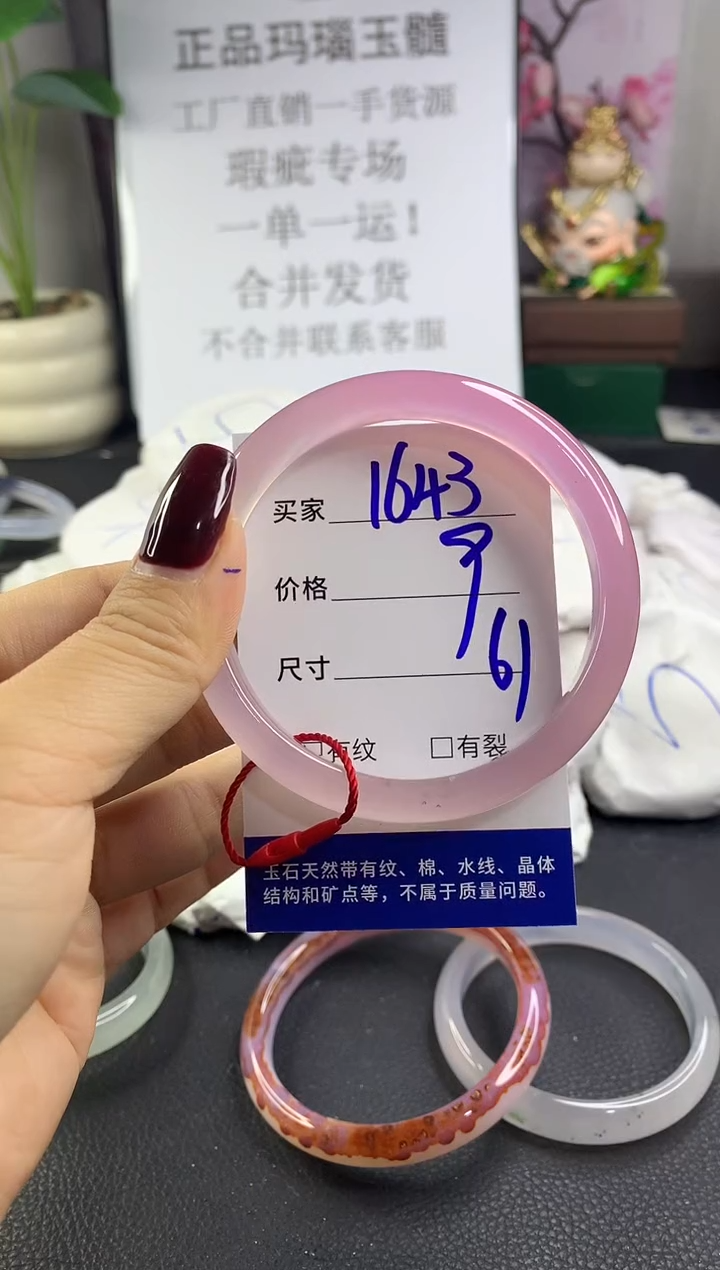 正品玛瑙玉髓
工厂直销一手货源
瑕疵专场
一单一运!
合并发货
不合并联系客服
买家 1643
价格
尺寸 61
□有纹 □有裂
玉石天然带有纹、棉、水线、晶体
结构和矿点等，不属于质量问题。